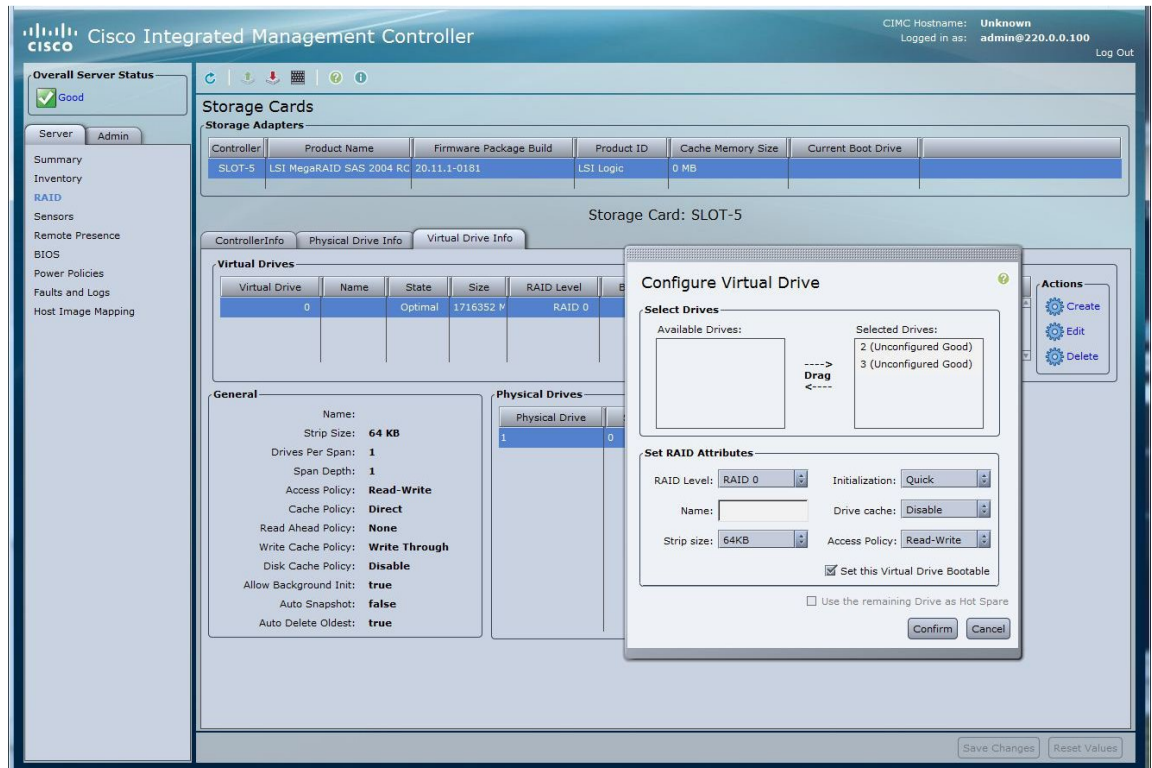 CISCO Cisco Integrated Management Controller
CIMC Hostname: Unknown
Logged in as: admin@220.0.0.100
Log Out
Overall Server Status
Good
Server Admin
Summary
Inventory
RAID
Sensors
Remote Presence
BIOS
Power Policies
Faults and Logs
Host Image Mapping
Storage Cards
Storage Adapters
Controller Product Name Firmware Package Build Product ID Cache Memory Size Current Boot Drive
SLOT-5 LSI MegaRAID SAS 2004 RC 20.11.1-0181 LSI Logic 0 MB
Storage Card: SLOT-5
ControllerInfo Physical Drive Info Virtual Drive Info
Virtual Drives
Virtual Drive Name State Size RAID Level
0 Optimal 1716352 M RAID 0
Actions
Create
Edit
Delete
General
Name:
Strip Size: 64 KB
Drives Per Span: 1
Span Depth: 1
Access Policy: Read-Write
Cache Policy: Direct
Read Ahead Policy: None
Write Cache Policy: Write Through
Disk Cache Policy: Disable
Allow Background Init: true
Auto Snapshot: false
Auto Delete Oldest: true
Physical Drives
Physical Drive
1 0
Configure Virtual Drive
Select Drives
Available Drives: Selected Drives:
2 (Unconfigured Good)
3 (Unconfigured Good)
---->
Drag
<----
Set RAID Attributes
RAID Level: RAID 0 Initialization: Quick
Name: Drive cache: Disable
Strip size: 64KB Access Policy: Read-Write
Set this Virtual Drive Bootable
Use the remaining Drive as Hot Spare
Confirm Cancel
Save Changes Reset Values